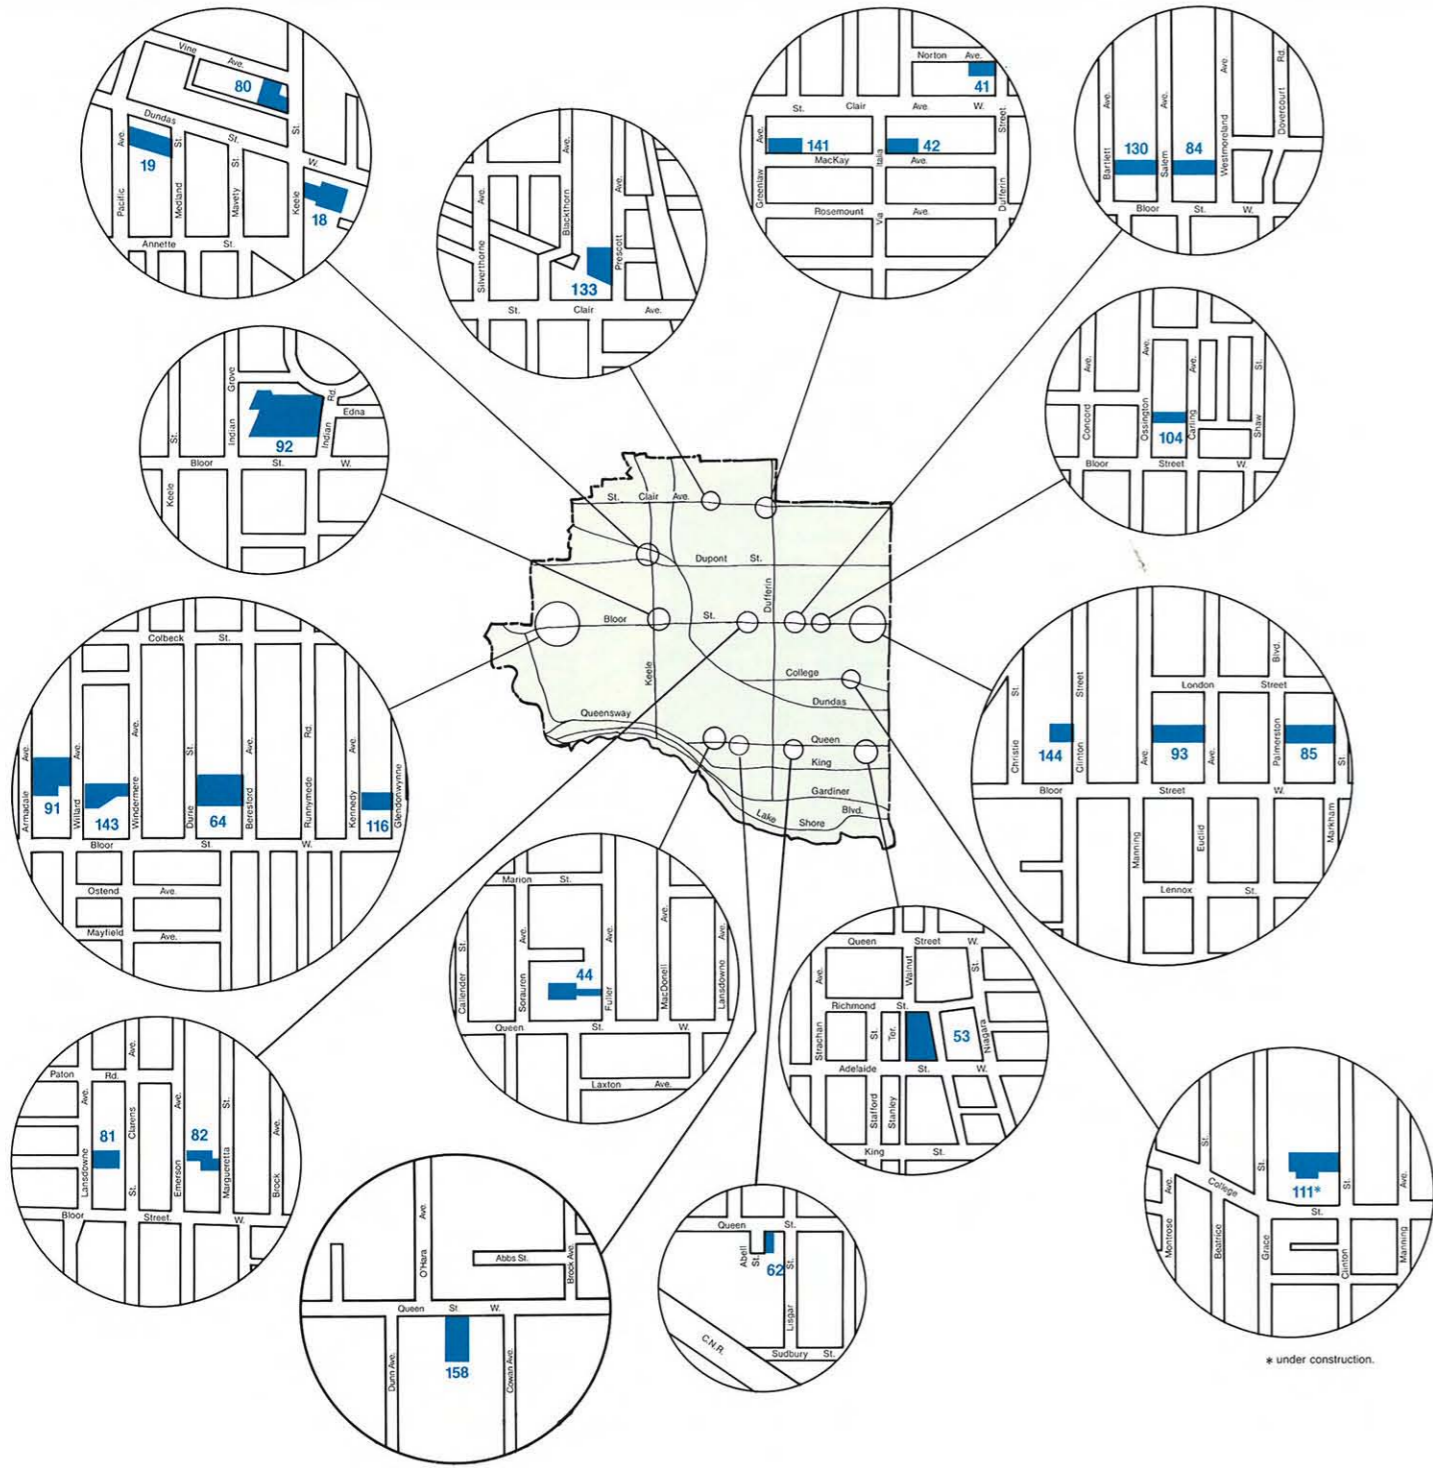 Vine Ave.
80
Dundas St. W.
19
18
Pacific Ave.
Medland St.
Mavety St.
Keele St.
Annette St.
Silverthorne Ave.
Blackthorn Ave.
Prescott Ave.
133
St. Clair Ave.
Norton Ave.
41
St. Clair Ave. W.
141
42
MacKay Ave.
Greenlaw Ave.
Via Italia
Dufferin Street
Rosemount Ave.
Bartlett Ave.
Salem Ave.
Westmoreland Ave.
Dovercourt Rd.
130
84
Bloor St. W.
Indian Grove
Indian Rd.
Edna
92
Keele St.
Bloor St. W.
Concord Ave.
Ossington Ave.
Carling Ave.
Shaw St.
104
Bloor Street W.
St. Clair Ave.
Dupont St.
Dufferin
Bloor St.
Keele
College
Dundas
Queensway
Queen
King
Gardiner
Lake Shore Blvd.
Colbeck St.
Armadale Ave.
Willard Ave.
Windermere Ave.
Durie St.
Beresford Ave.
Runnymede Rd.
Kennedy Ave.
Glendonwynne
91
143
64
116
Bloor St. W.
Ostend Ave.
Mayfield Ave.
London Street
Christie St.
Clinton Street
Manning Ave.
Euclid Ave.
Palmerston Blvd.
Markham St.
144
93
85
Bloor Street W.
Lennox St.
Marion St.
Callender St.
Sorauren Ave.
Fuller Ave.
MacDonell Ave.
Lansdowne Ave.
44
Queen St. W.
Laxton Ave.
Queen Street W.
Strachan Ave.
Walnut
Niagara St.
Richmond St.
Stafford St.
Stanley Ter.
53
Adelaide St. W.
King St.
Paton Rd.
Lansdowne Ave.
Clarens Ave.
St.
Emerson Ave.
Margueretta St.
Brock Ave.
81
82
Bloor Street. W.
O'Hara Ave.
Abbs St.
Brock Ave.
Queen St. W.
Dunn Ave.
Cowan Ave.
158
Queen St.
Abell St.
Lisgar St.
62
C.N.R.
Sudbury St.
College St.
Montrose Ave.
Beatrice St.
Grace St.
Clinton St.
Manning Ave.
111*
* under construction.